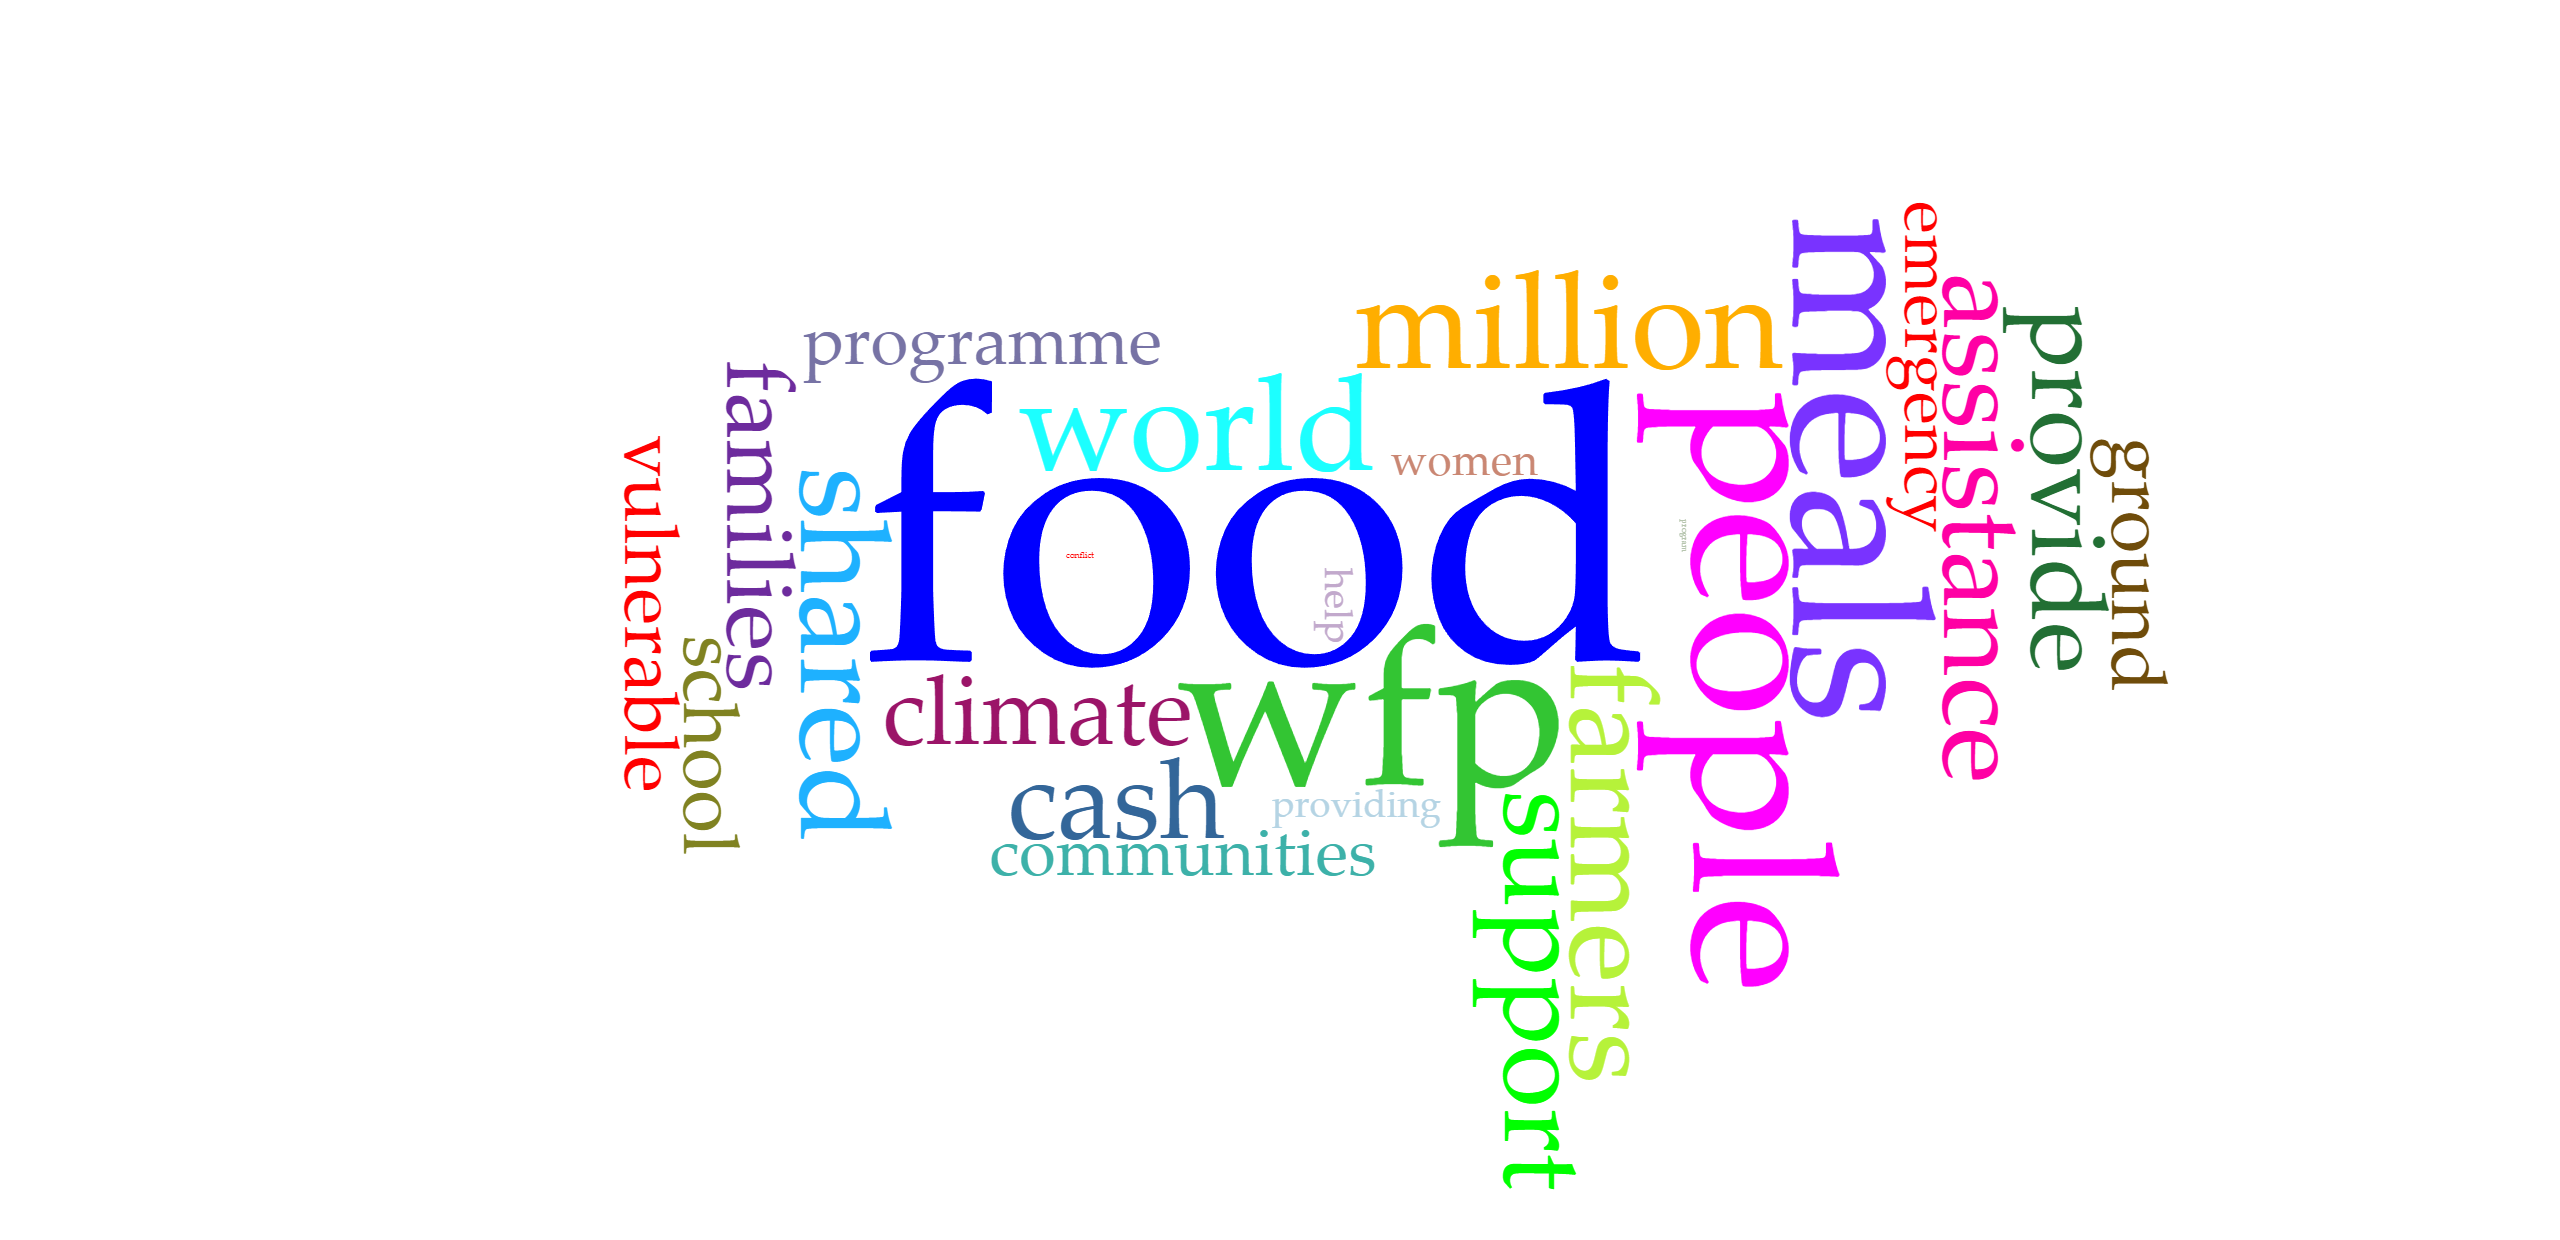 programme
million
world
women
food
conflict
help
people
program
meals
emergency
assistance
provide
ground
families
vulnerable
school
shared
climate
wfp
cash
providing
communities
farmers
support